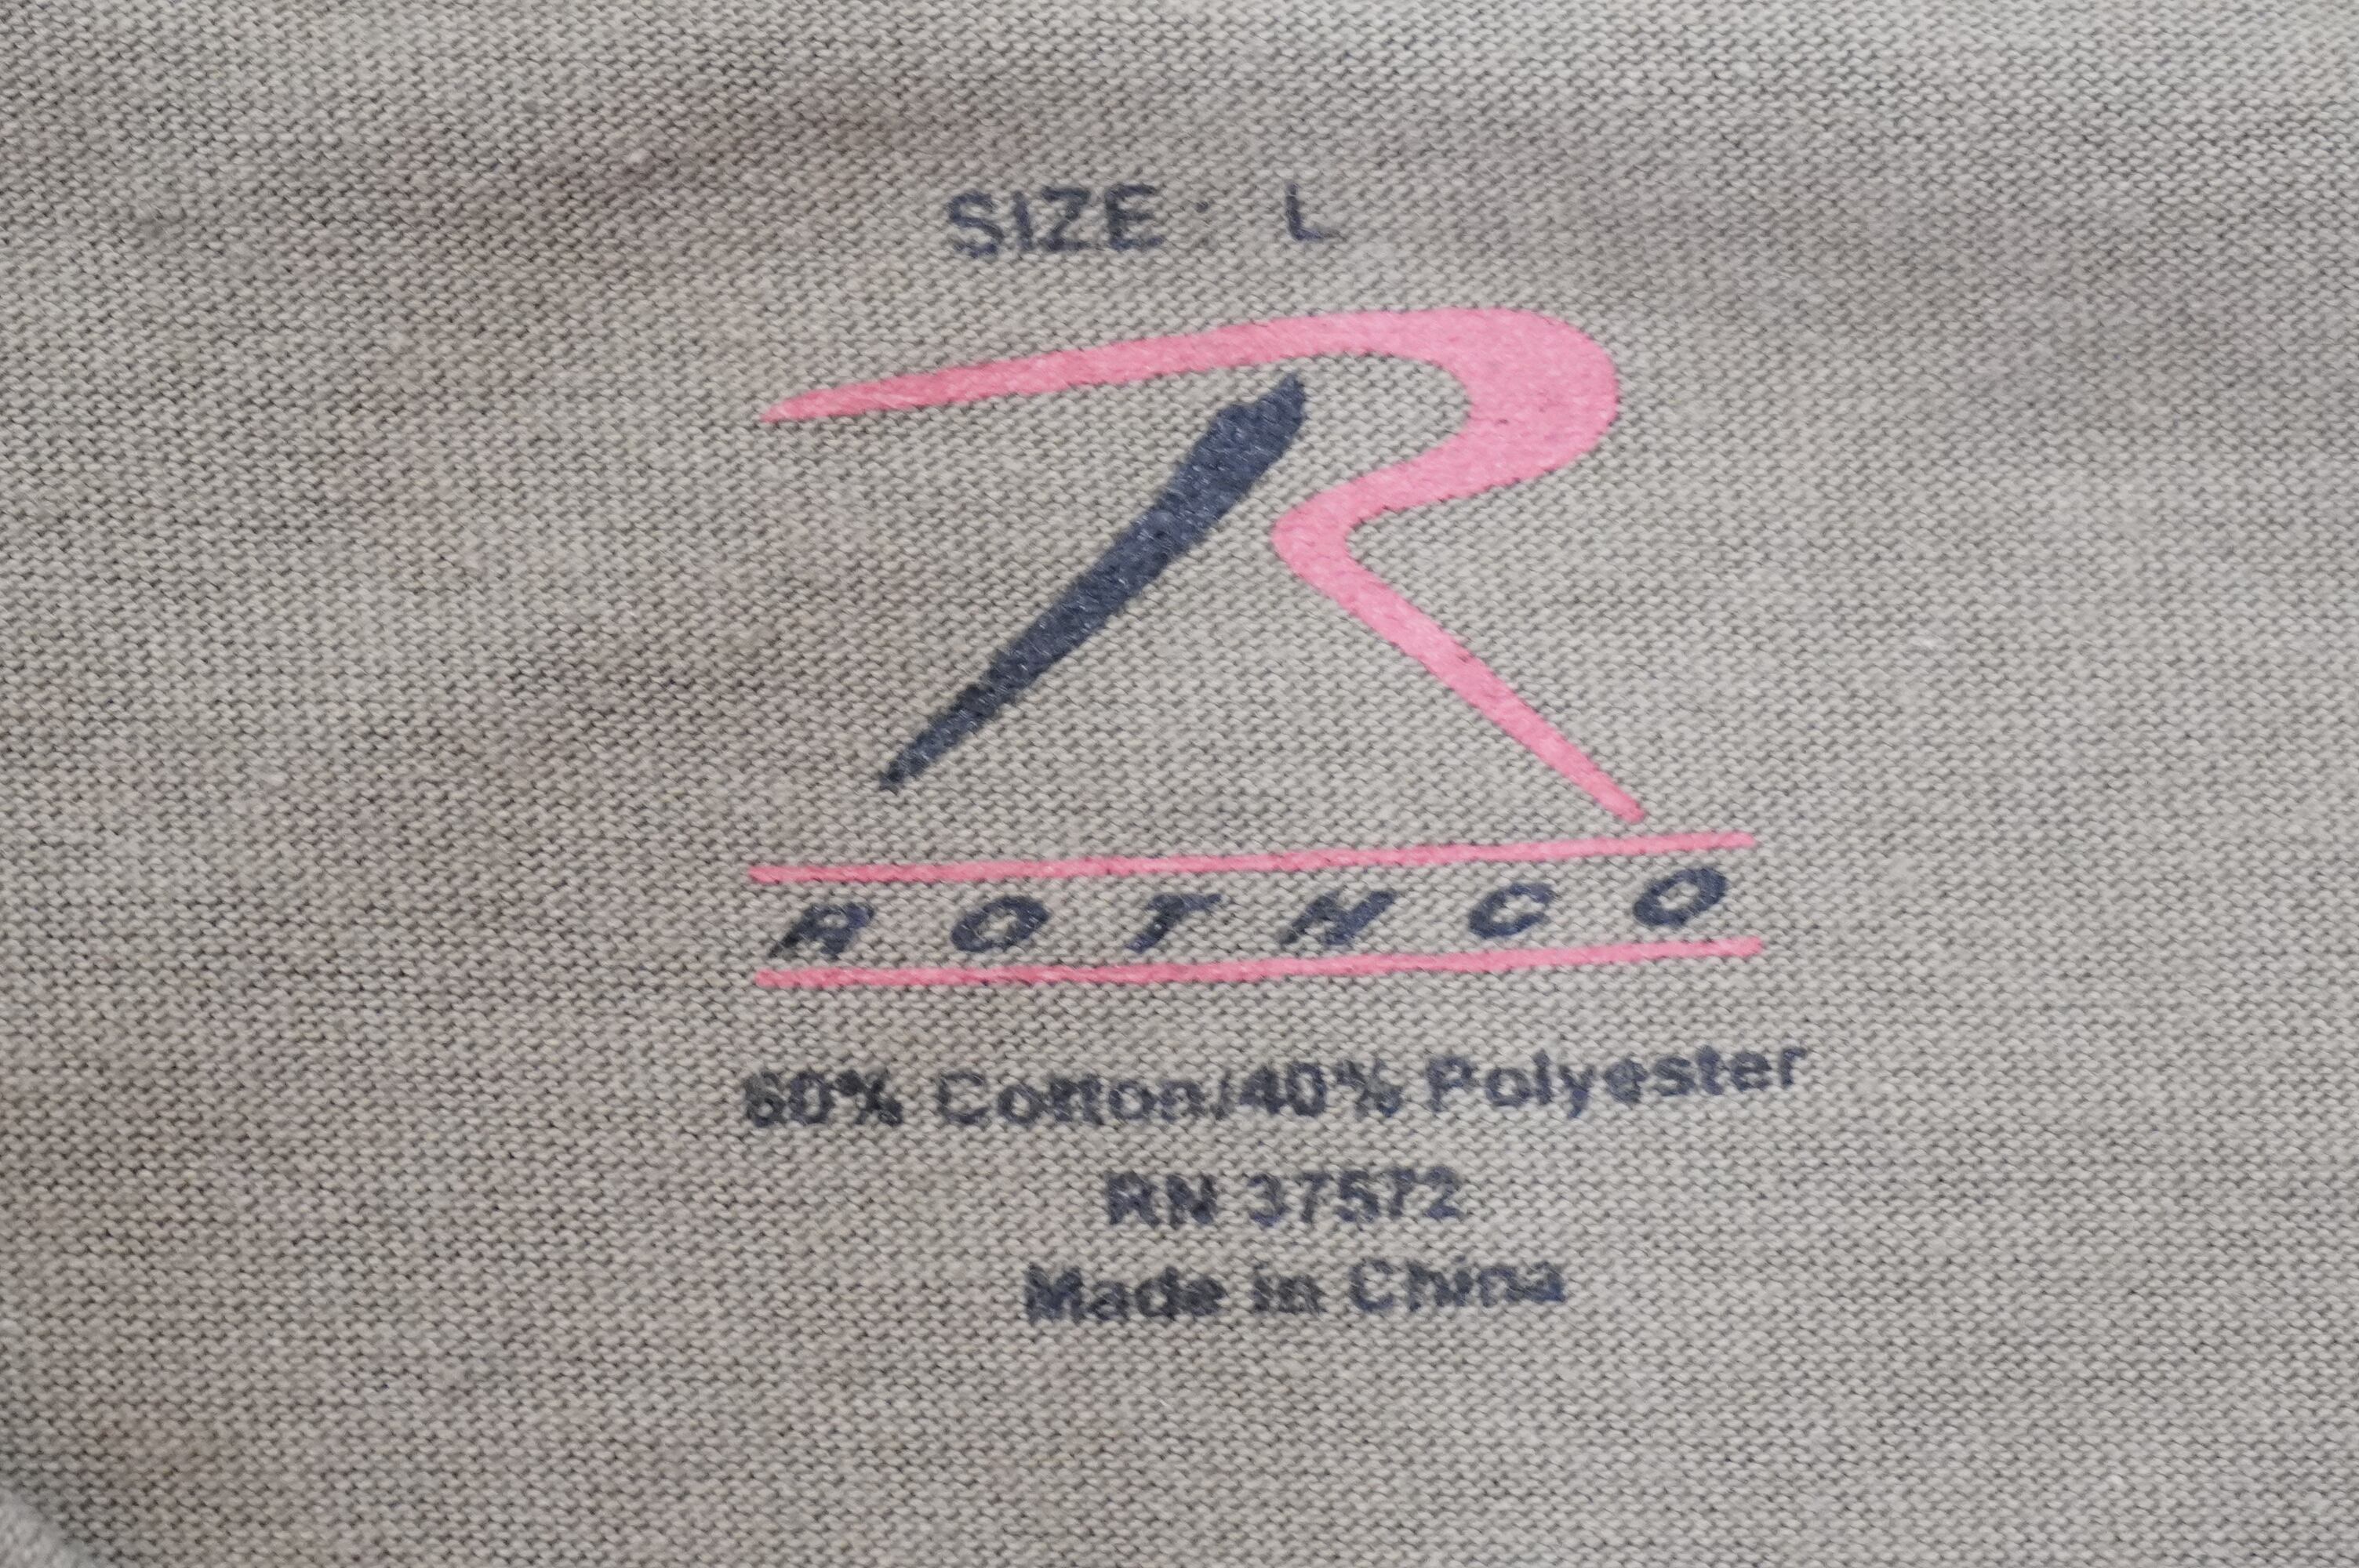 SIZE: L
R
ROTHCO
60% Cotton/40% Polyester
RN 37572
Made in China